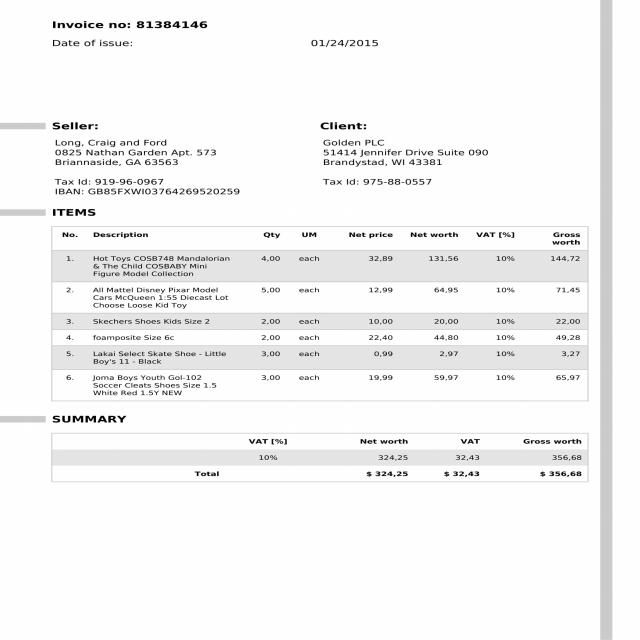 Invoice no: 81384146
Date of issue: 01/24/2015
Seller: Client:
Long, Craig and Ford Golden PLC
0825 Nathan Garden Apt. 573 51414 Jennifer Drive Suite 090
Briannaside, GA 63563 Brandystad, WI 43381
Tax Id: 919-96-0967 Tax Id: 975-88-0557
IBAN: GB85FXWI03764269520259
ITEMS
No. Description Qty UM Net price Net worth VAT [%] Gross
worth
1. Hot Toys COSB748 Mandalorian 4,00 each 32,89 131,56 10% 144,72
& The Child COSBABY Mini
Figure Model Collection
2. All Mattel Disney Pixar Model 5,00 each 12,99 64,95 10% 71,45
Cars McQueen 1:55 Diecast Lot
Choose Loose Kid Toy
3. Skechers Shoes Kids Size 2 2,00 each 10,00 20,00 10% 22,00
4. foamposite Size 6c 2,00 each 22,40 44,80 10% 49,28
5. Lakai Select Skate Shoe - Little 3,00 each 0,99 2,97 10% 3,27
Boy's 11 - Black
6. Joma Boys Youth Gol-102 3,00 each 19,99 59,97 10% 65,97
Soccer Cleats Shoes Size 1.5
White Red 1.5Y NEW
SUMMARY
VAT [%] Net worth VAT Gross worth
10% 324,25 32,43 356,68
Total $ 324,25 $ 32,43 $ 356,68